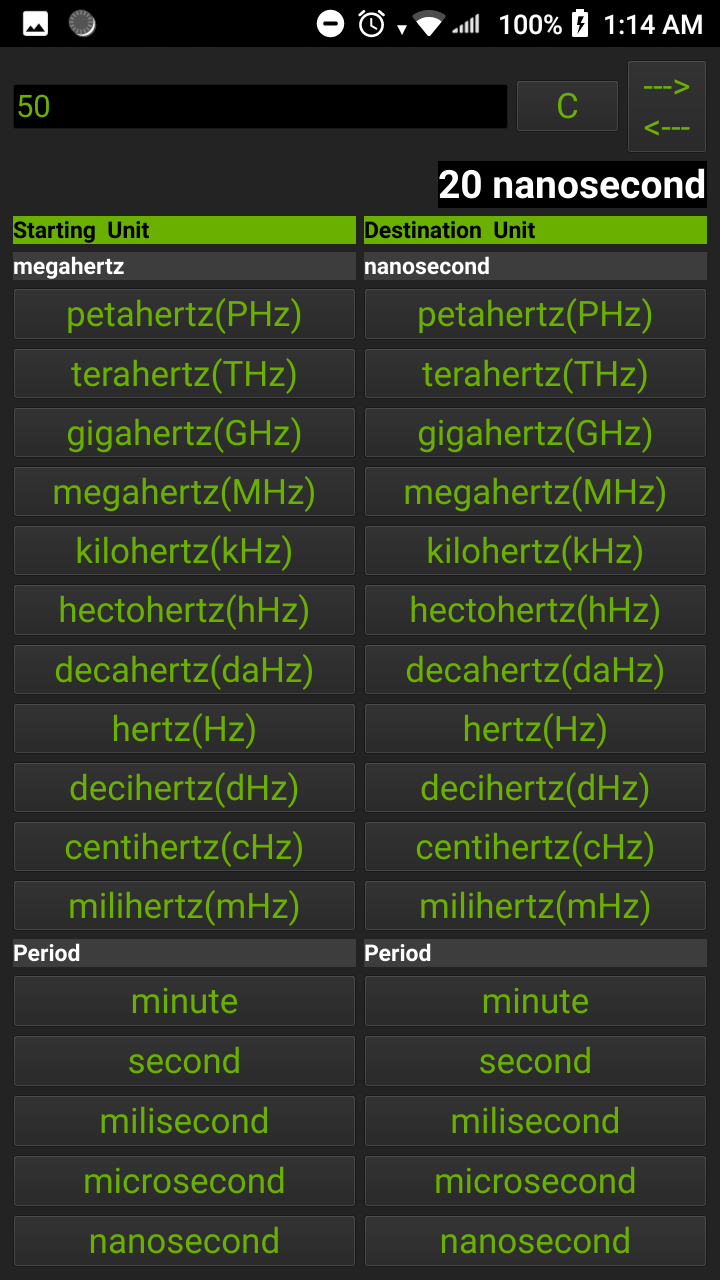 100% 1:14 AM
50 C --->
<---
20 nanosecond
Starting Unit Destination Unit
megahertz nanosecond
petahertz(PHz) petahertz(PHz)
terahertz(THz) terahertz(THz)
gigahertz(GHz) gigahertz(GHz)
megahertz(MHz) megahertz(MHz)
kilohertz(kHz) kilohertz(kHz)
hectohertz(hHz) hectohertz(hHz)
decahertz(daHz) decahertz(daHz)
hertz(Hz) hertz(Hz)
decihertz(dHz) decihertz(dHz)
centihertz(cHz) centihertz(cHz)
milihertz(mHz) milihertz(mHz)
Period Period
minute minute
second second
milisecond milisecond
microsecond microsecond
nanosecond nanosecond